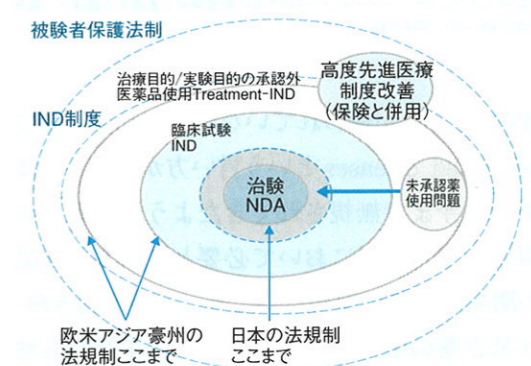 被験者保護法制
治療目的/実験目的の承認外
医薬品使用Treatment-IND
高度先進医療
制度改善
(保険と併用)
IND制度
臨床試験
IND
治験
NDA
未承認薬
使用問題
欧米アジア豪州の
法規制ここまで
日本の法規制
ここまで